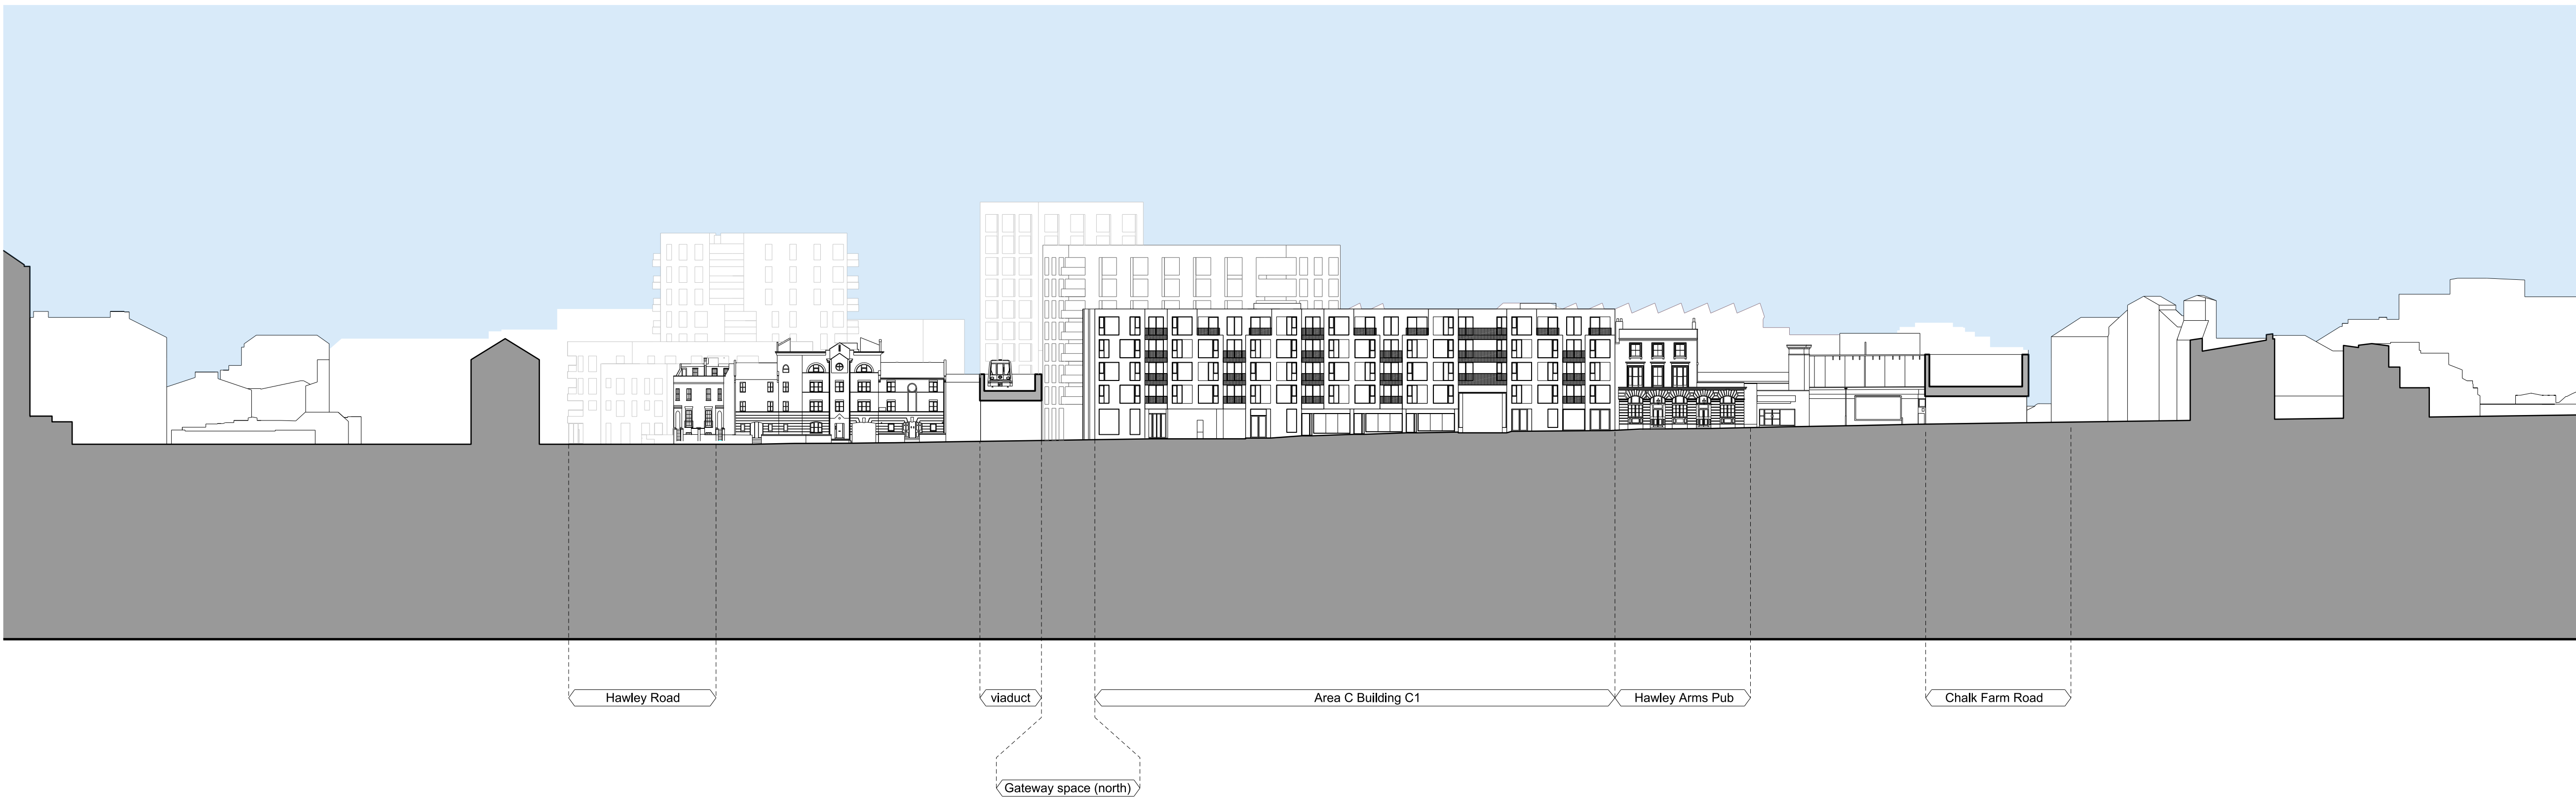 Hawley Road
viaduct
Area C Building C1
Hawley Arms Pub
Chalk Farm Road
Gateway space (north)